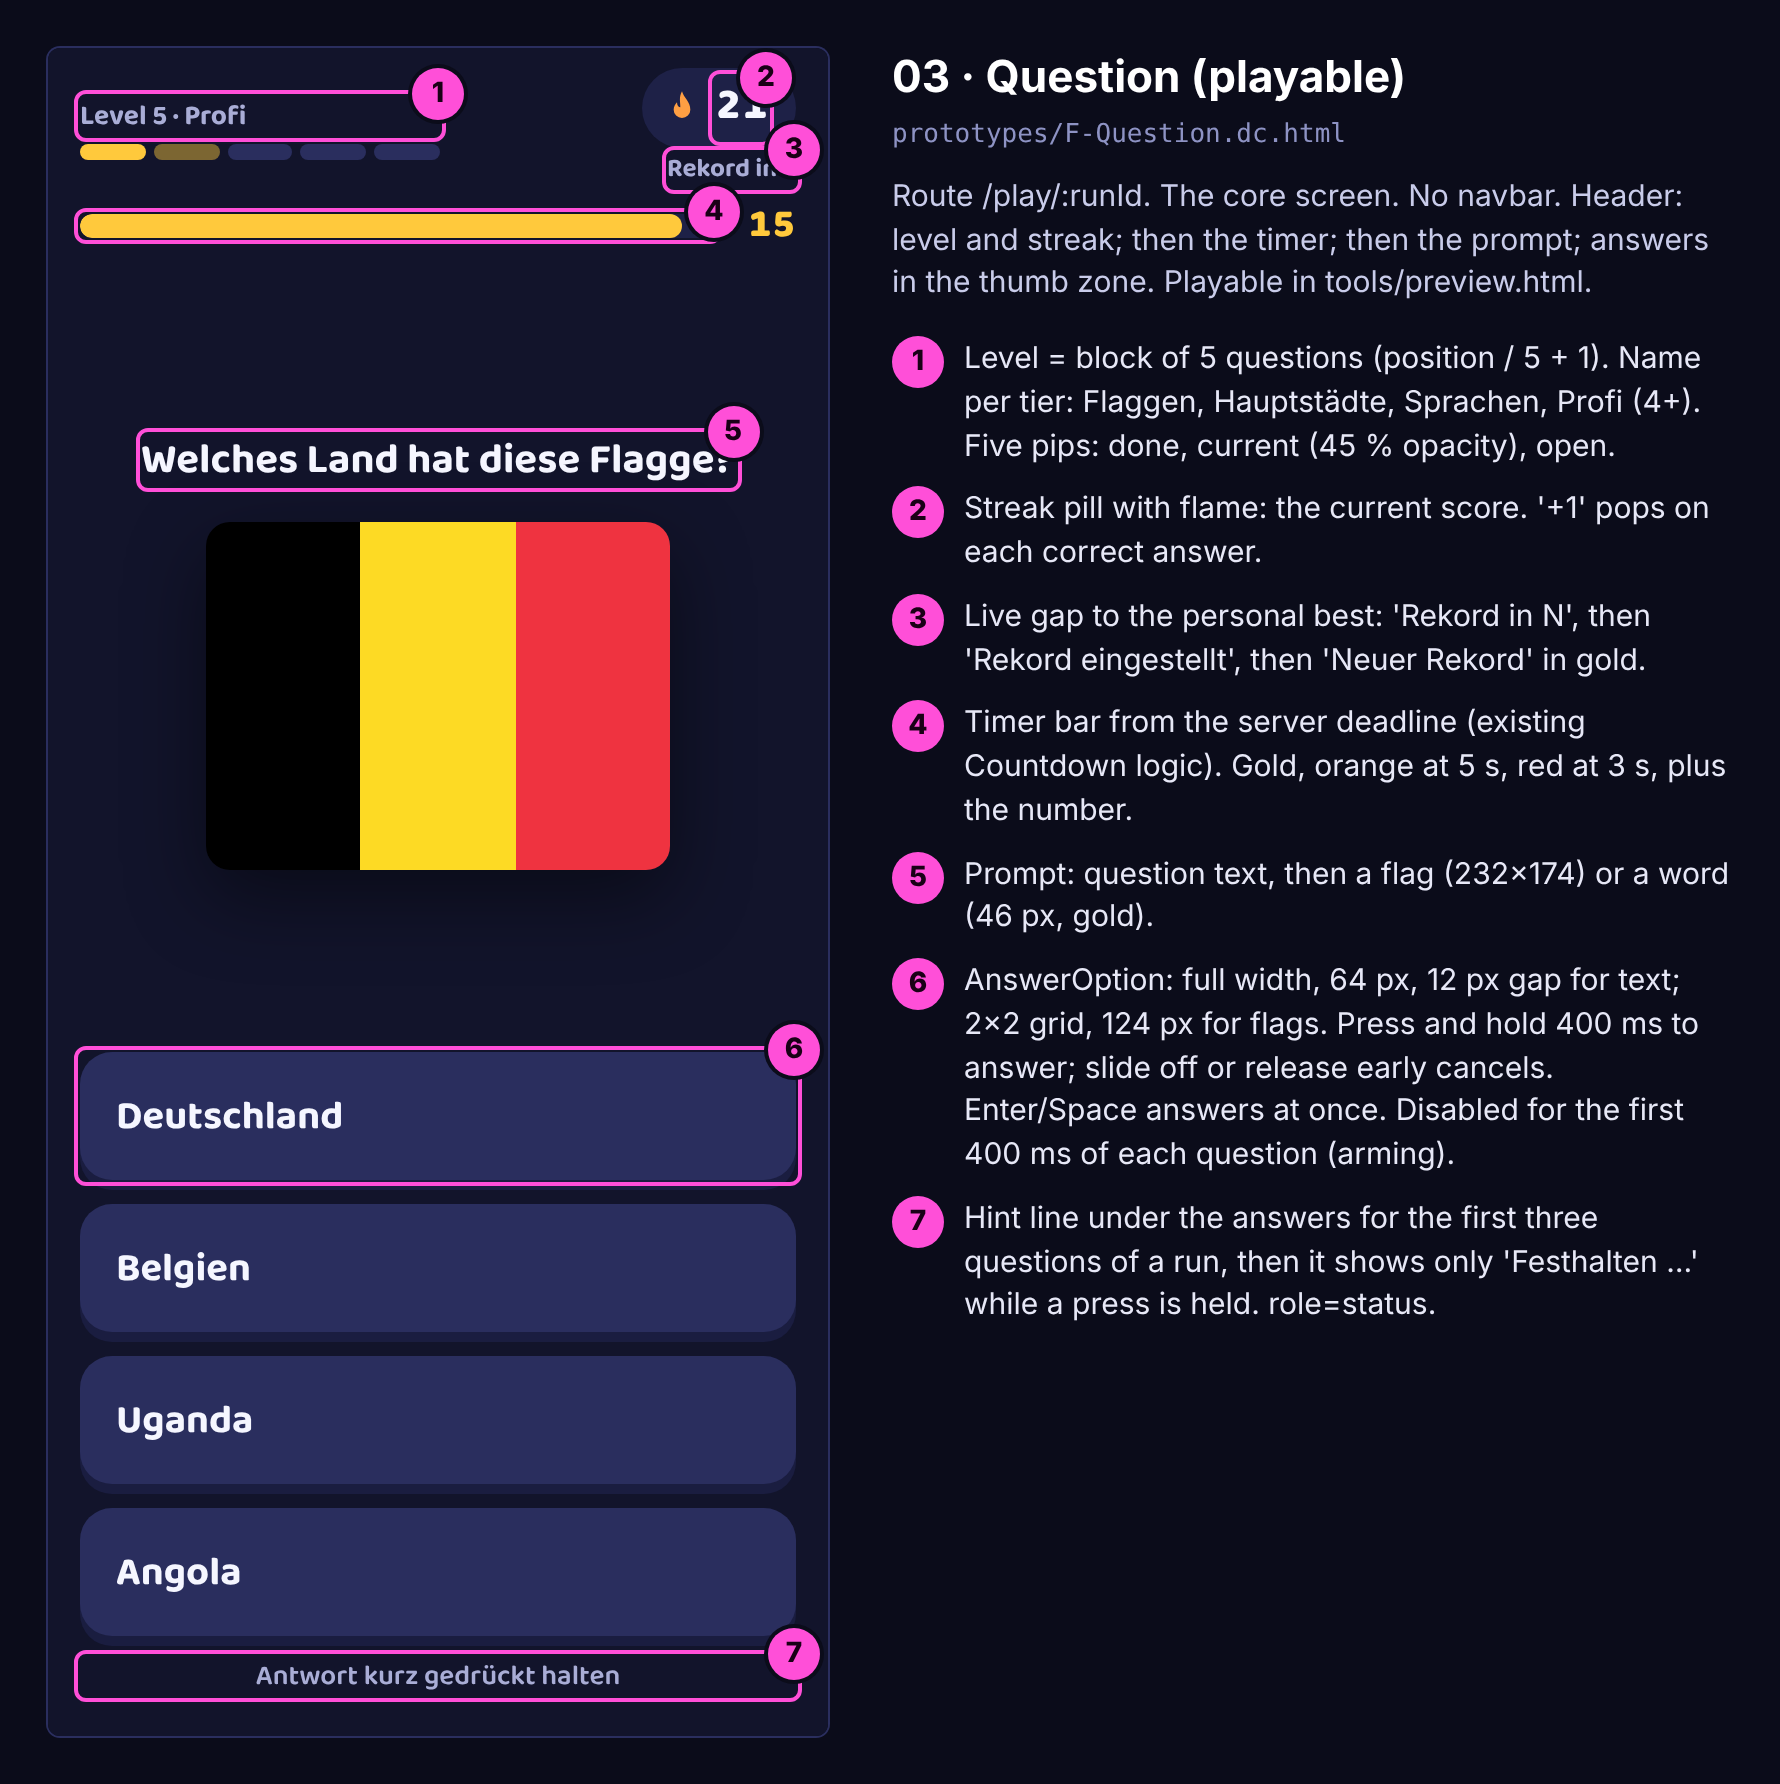 Level 5 · Profi
1
2
21
3
Rekord in
4
15
5
Welches Land hat diese Flagge?
6
Deutschland
Belgien
Uganda
Angola
7
Antwort kurz gedrückt halten
03 · Question (playable)
prototypes/F-Question.dc.html
Route /play/:runId. The core screen. No navbar. Header:
level and streak; then the timer; then the prompt; answers
in the thumb zone. Playable in tools/preview.html.
1 Level = block of 5 questions (position / 5 + 1). Name
per tier: Flaggen, Hauptstädte, Sprachen, Profi (4+).
Five pips: done, current (45 % opacity), open.
2 Streak pill with flame: the current score. '+1' pops on
each correct answer.
3 Live gap to the personal best: 'Rekord in N', then
'Rekord eingestellt', then 'Neuer Rekord' in gold.
4 Timer bar from the server deadline (existing
Countdown logic). Gold, orange at 5 s, red at 3 s, plus
the number.
5 Prompt: question text, then a flag (232×174) or a word
(46 px, gold).
6 AnswerOption: full width, 64 px, 12 px gap for text;
2×2 grid, 124 px for flags. Press and hold 400 ms to
answer; slide off or release early cancels.
Enter/Space answers at once. Disabled for the first
400 ms of each question (arming).
7 Hint line under the answers for the first three
questions of a run, then it shows only 'Festhalten …'
while a press is held. role=status.